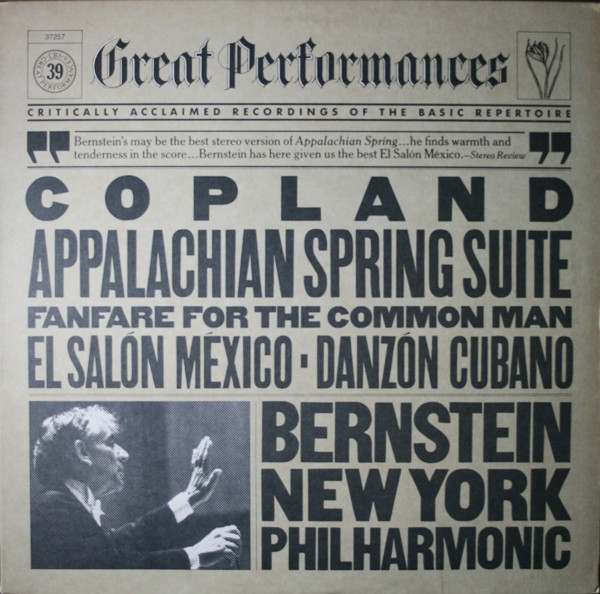 37257
39
Great Performances
CRITICALLY ACCLAIMED RECORDINGS OF THE BASIC REPERTOIRE
"Bernstein's may be the best stereo version of Appalachian Spring...he finds warmth and
tenderness in the score...Bernstein has here given us the best El Salón México.–Stereo Review"
COPLAND
APPALACHIAN SPRING SUITE
FANFARE FOR THE COMMON MAN
EL SALÓN MÉXICO · DANZÓN CUBANO
BERNSTEIN
NEW YORK
PHILHARMONIC